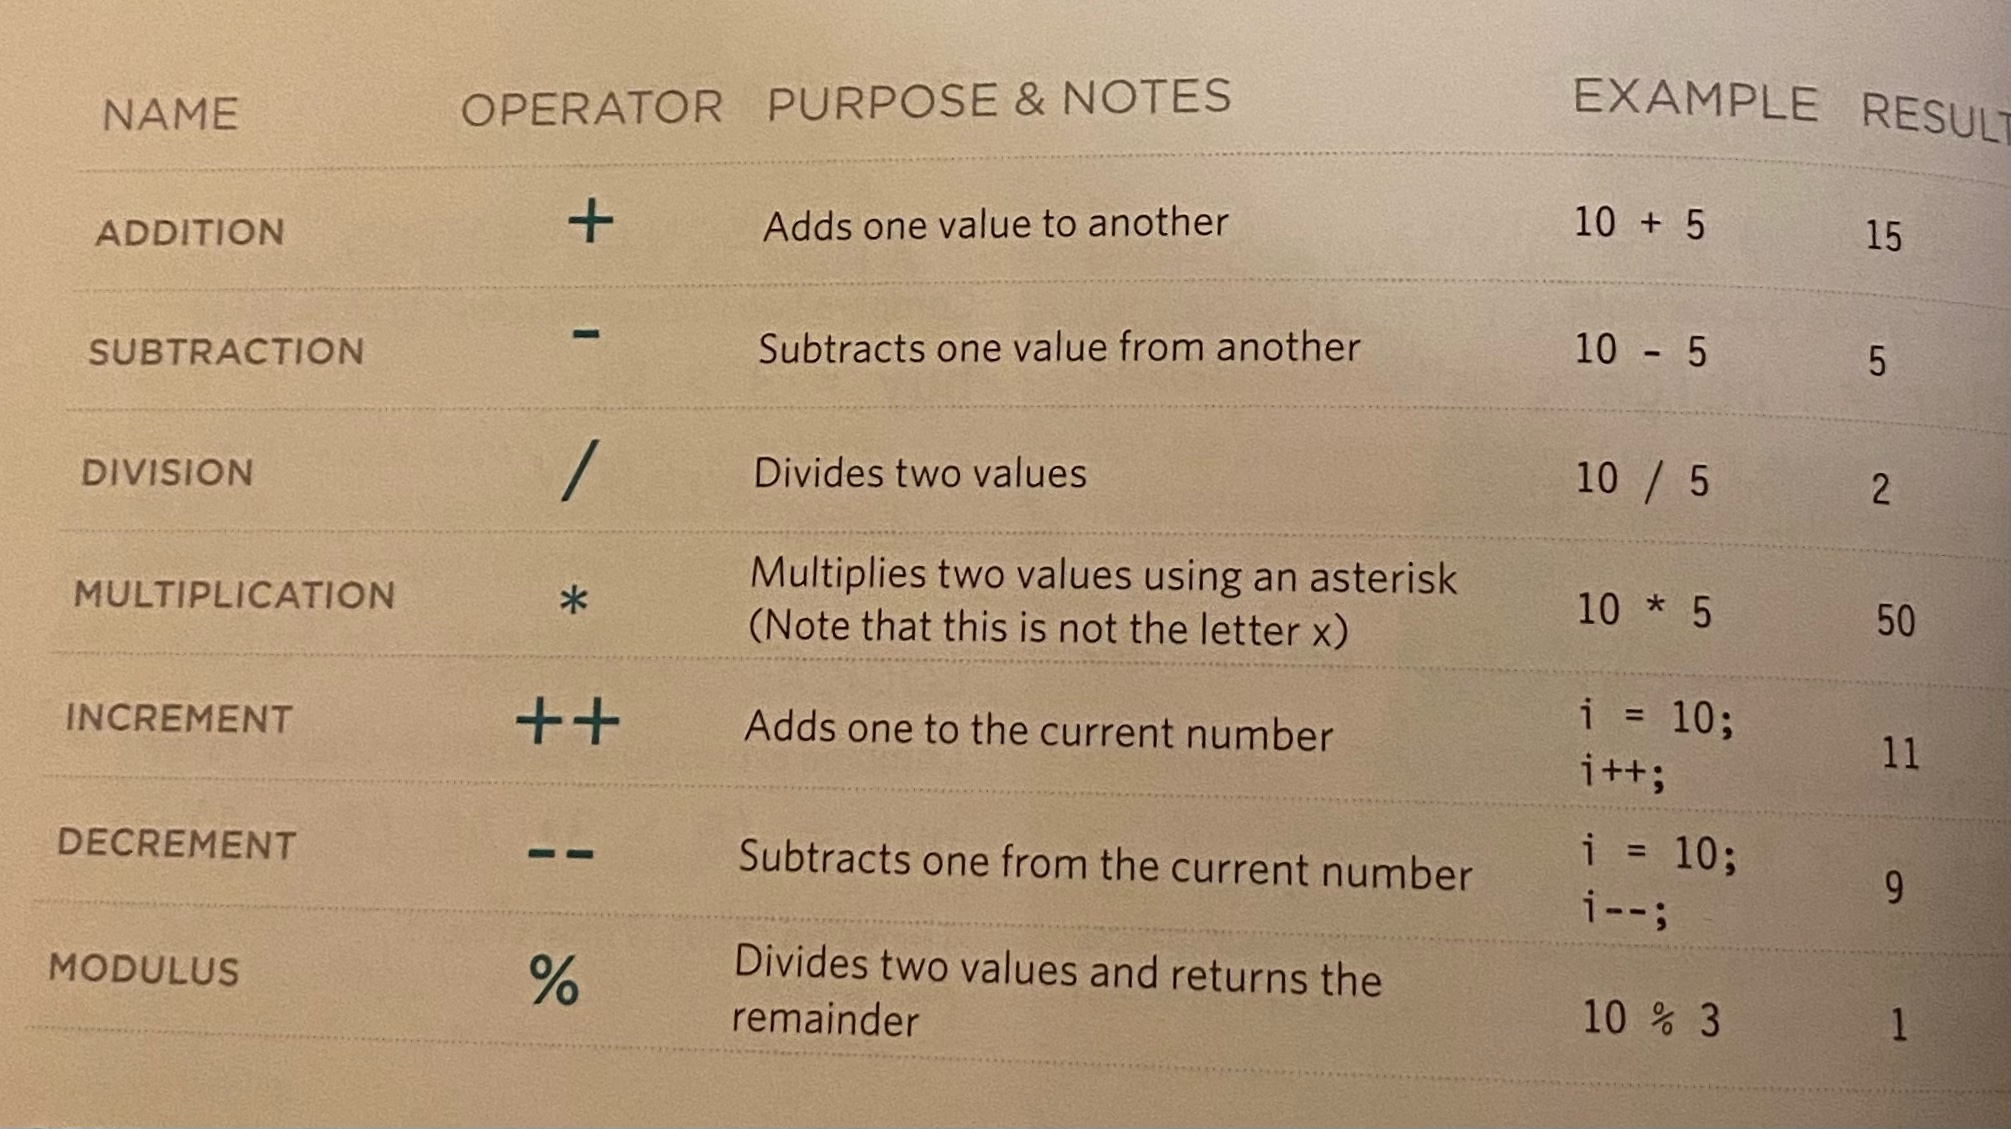 NAME OPERATOR PURPOSE & NOTES EXAMPLE RESULT
ADDITION + Adds one value to another 10 + 5 15
SUBTRACTION - Subtracts one value from another 10 - 5 5
DIVISION / Divides two values 10 / 5 2
MULTIPLICATION * Multiplies two values using an asterisk 10 * 5 50
(Note that this is not the letter x)
INCREMENT ++ Adds one to the current number i = 10; 11
i++;
DECREMENT -- Subtracts one from the current number i = 10; 9
i--;
MODULUS % Divides two values and returns the 10 % 3 1
remainder